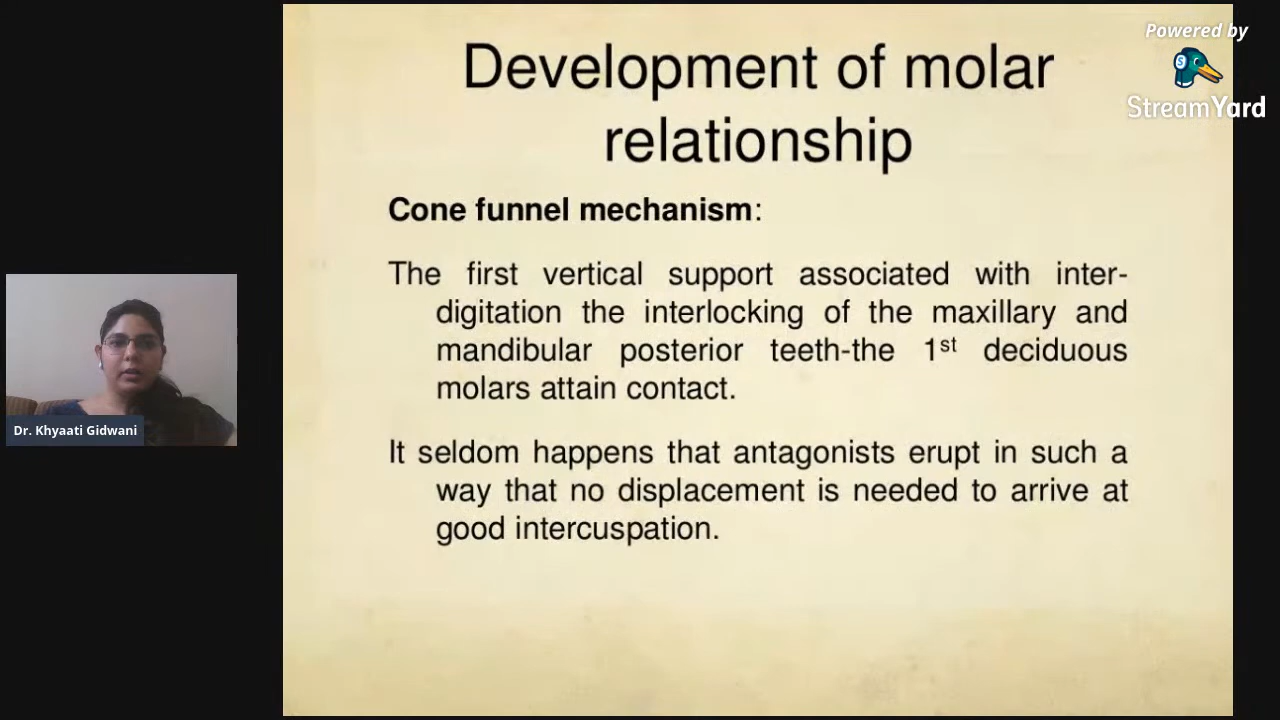 Development of molar
relationship
Cone funnel mechanism:
The first vertical support associated with inter-
digitation the interlocking of the maxillary and
mandibular posterior teeth-the 1st deciduous
molars attain contact.
It seldom happens that antagonists erupt in such a
way that no displacement is needed to arrive at
good intercuspation.
Dr. Khyaati Gidwani
Powered by
StreamYard